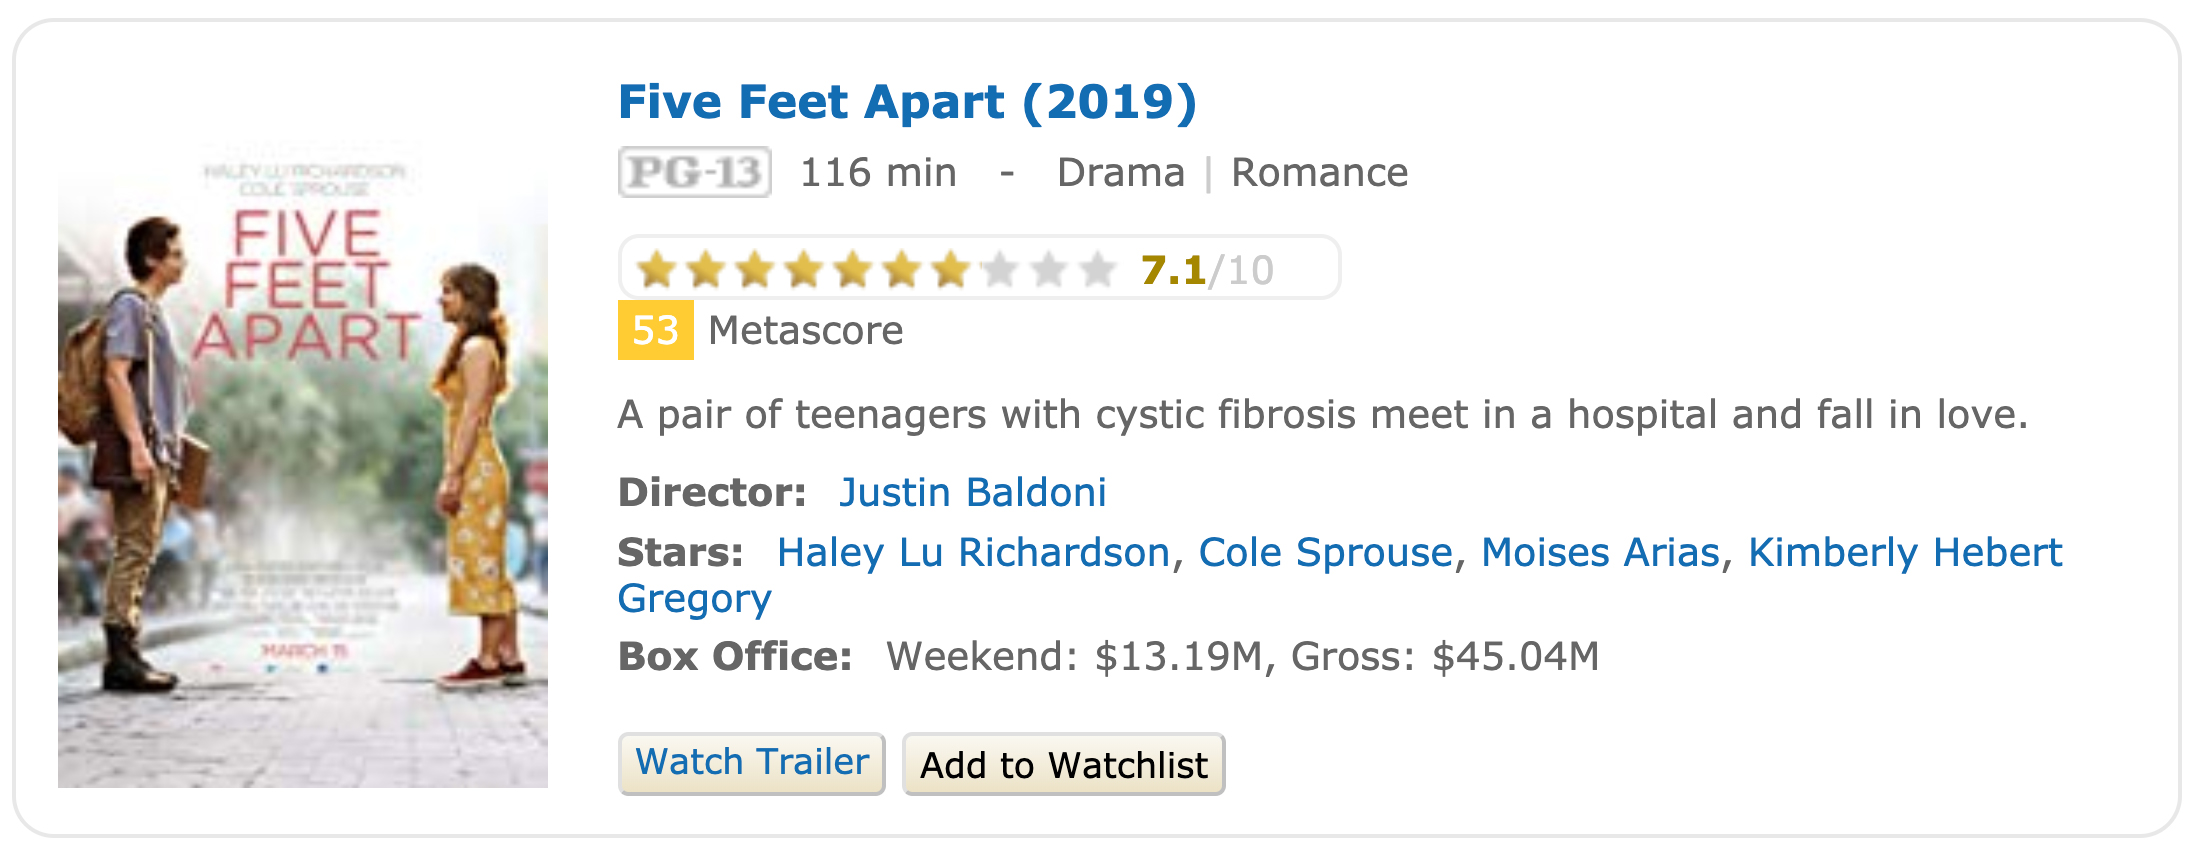 Five Feet Apart (2019)
PG-13 116 min - Drama | Romance
7.1/10
53 Metascore
A pair of teenagers with cystic fibrosis meet in a hospital and fall in love.
Director: Justin Baldoni
Stars: Haley Lu Richardson, Cole Sprouse, Moises Arias, Kimberly Hebert
Gregory
Box Office: Weekend: $13.19M, Gross: $45.04M
Watch Trailer Add to Watchlist
HALEY LU RICHARDSON
COLE SPROUSE
FIVE
FEET
APART
MARCH 15